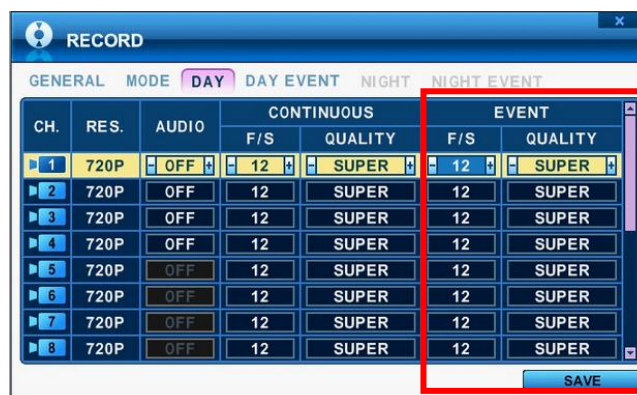 RECORD
GENERAL MODE DAY DAY EVENT NIGHT NIGHT EVENT
CH. RES. AUDIO CONTINUOUS EVENT
F/S QUALITY F/S QUALITY
1 720P - OFF + - 12 + - SUPER + - 12 + - SUPER +
2 720P OFF 12 SUPER 12 SUPER
3 720P OFF 12 SUPER 12 SUPER
4 720P OFF 12 SUPER 12 SUPER
5 720P OFF 12 SUPER 12 SUPER
6 720P OFF 12 SUPER 12 SUPER
7 720P OFF 12 SUPER 12 SUPER
8 720P OFF 12 SUPER 12 SUPER
SAVE